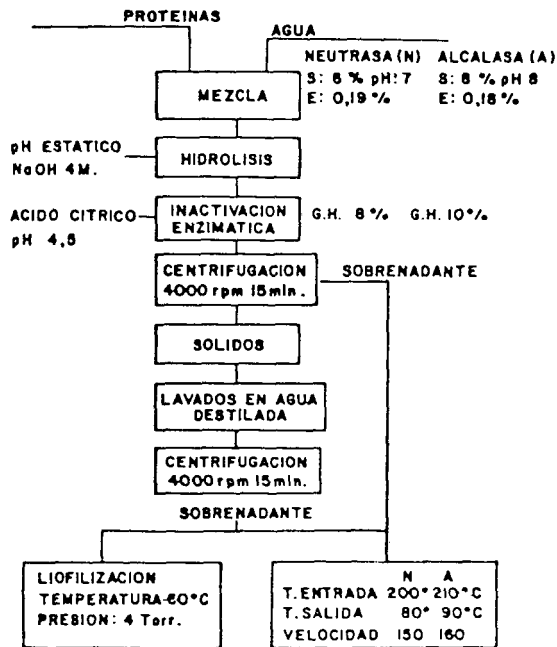 PROTEINAS
AGUA
NEUTRASA (N) ALCALASA (A)
S: 6 % pH: 7 S: 6 % pH 8
E: 0,19 % E: 0,18 %
MEZCLA
pH ESTATICO
NaOH 4M.
HIDROLISIS
ACIDO CITRICO
pH 4,5
INACTIVACION
ENZIMATICA
G.H. 8 % G.H. 10 %
CENTRIFUGACION
4000 rpm 15 min.
SOBRENADANTE
SOLIDOS
LAVADOS EN AGUA
DESTILADA
CENTRIFUGACION
4000 rpm 15 min.
SOBRENADANTE
LIOFILIZACION
TEMPERATURA-60°C
PRESION: 4 Torr.
N A
T. ENTRADA 200° 210°C
T. SALIDA 80° 90°C
VELOCIDAD 150 160